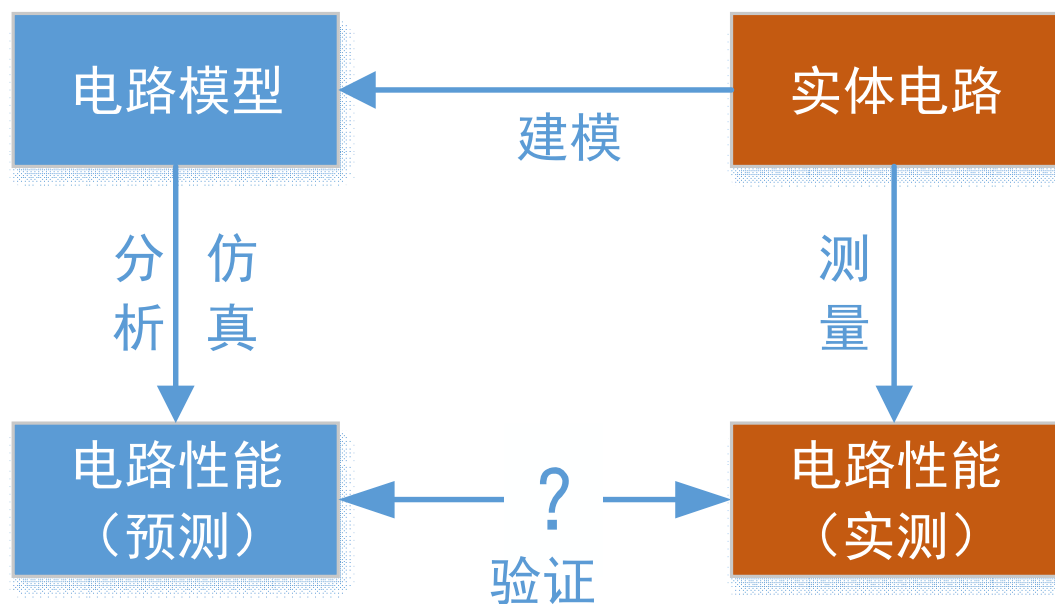 电路模型
实体电路
建模
分析
仿真
测量
电路性能
（预测）
？
验证
电路性能
（实测）